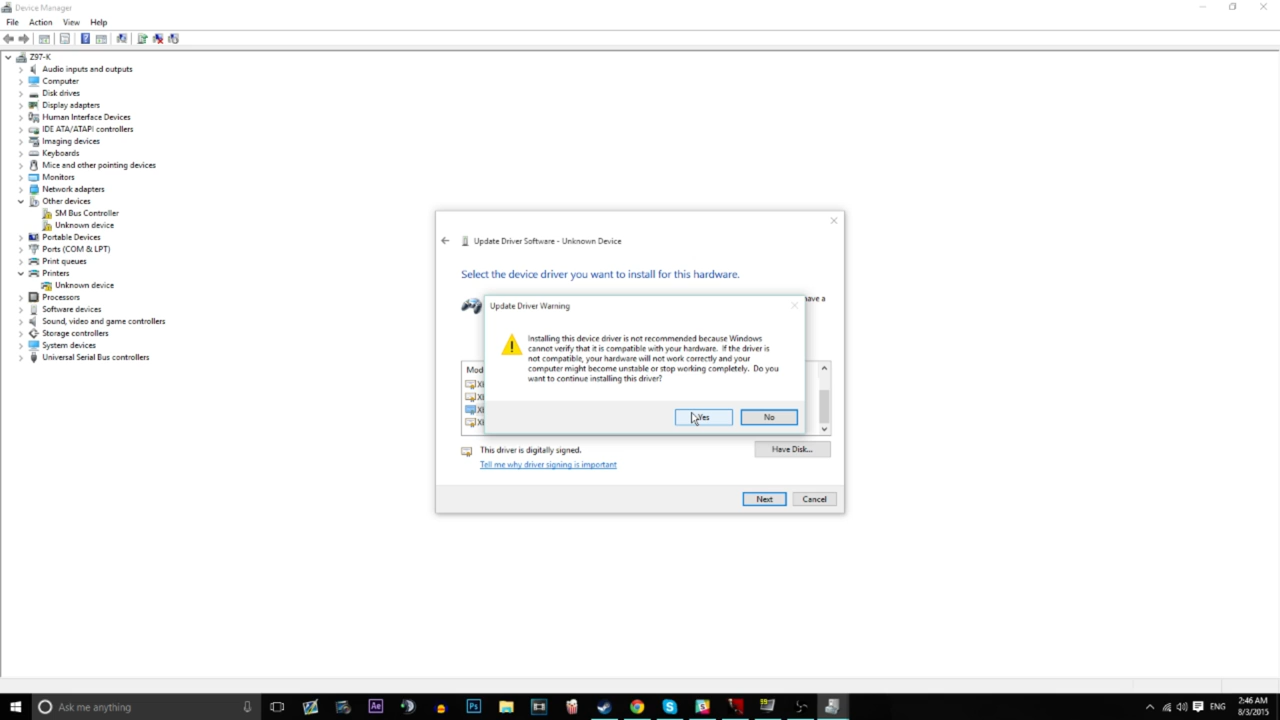 Device Manager
File Action View Help
Z97-K
Audio inputs and outputs
Computer
Disk drives
Display adapters
Human Interface Devices
IDE ATA/ATAPI controllers
Imaging devices
Keyboards
Mice and other pointing devices
Monitors
Network adapters
Other devices
SM Bus Controller
Unknown device
Portable Devices
Ports (COM & LPT)
Print queues
Printers
Unknown device
Processors
Software devices
Sound, video and game controllers
Storage controllers
System devices
Universal Serial Bus controllers
Update Driver Software - Unknown Device
Select the device driver you want to install for this hardware.
have a
Update Driver Warning
Installing this device driver is not recommended because Windows
cannot verify that it is compatible with your hardware. If the driver is
not compatible, your hardware will not work correctly and your
computer might become unstable or stop working completely. Do you
want to continue installing this driver?
Yes No
Mod
This driver is digitally signed.
Have Disk...
Tell me why driver signing is important
Next Cancel
Ask me anything
Ae
Ps
ENG
2:46 AM
8/3/2015